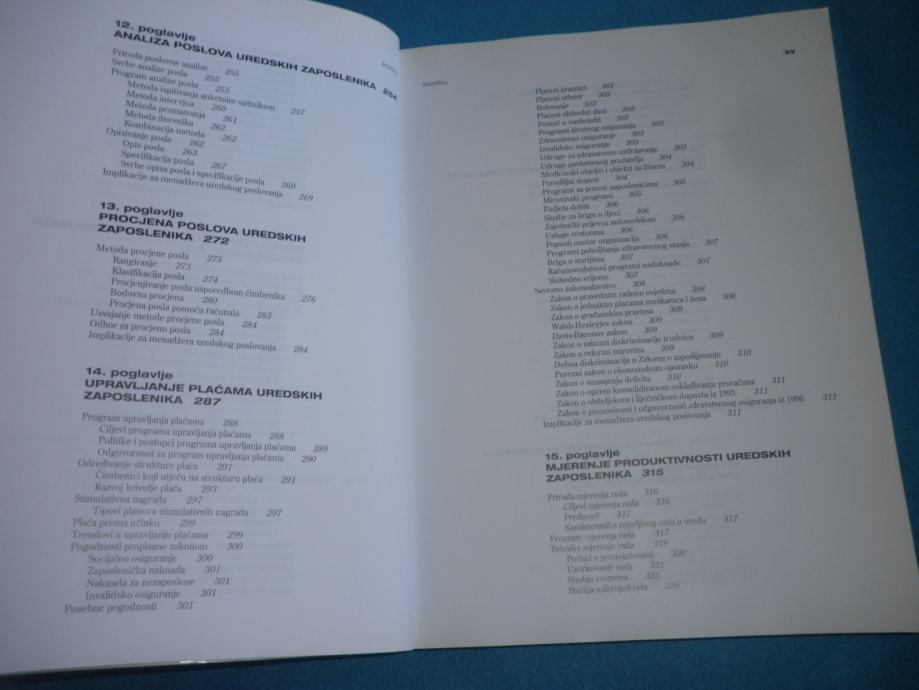 12. poglavlje
ANALIZA POSLOVA UREDSKIH ZAPOSLENIKA 254
Priroda poslovne analize 255
Svrhe analize posla 255
Program analize posla 255
Metoda ispitivanja anketnim upitnikom 257
Metoda intervjua 260
Metoda promatranja 261
Metoda dnevnika 262
Kombinacija metoda 262
Opisivanje posla 262
Opis posla 263
Specifikacija posla 267
Svrhe opisa posla i specifikacije posla 269
Implikacije za menadžera uredskog poslovanja 269
13. poglavlje
PROCJENA POSLOVA UREDSKIH
ZAPOSLENIKA 272
Metoda procjene posla 273
Rangiranje 273
Klasifikacija posla 274
Procjenjivanje posla usporedbom čimbenika 276
Bodovna procjena 280
Procjena posla pomoću računala 283
Usvajanje metode procjene posla 284
Odbor za procjenu posla 284
Implikacije za menadžera uredskog poslovanja 284
14. poglavlje
UPRAVLJANJE PLAĆAMA UREDSKIH
ZAPOSLENIKA 287
Program upravljanja plaćama 288
Ciljevi programa upravljanja plaćama 288
Politike i postupci programa upravljanja plaćama 289
Odgovornost za program upravljanja plaćama 290
Određivanje strukture plaća 291
Čimbenici koji utječu na strukturu plaća 291
Razvoj krivulje plaća 293
Stimulativna nagrada 297
Tipovi planova stimulativnih nagrada 297
Plaća prema učinku 299
Trendovi u upravljanju plaćama 299
Pogodnosti propisane zakonom 300
Socijalno osiguranje 300
Zaposlenička naknada 301
Naknada za nezaposlene 301
Invalidsko osiguranje 301
Posebne pogodnosti 301
xv
Plaćeni praznici 301
Plaćeni odmor 302
Bolovanje 302
Plaćeni slobodni dani 302
Pomoć u naobrazbi 303
Programi životnog osiguranja 303
Zdravstveno osiguranje 303
Invalidsko osiguranje 303
Udruge za zdravstveno uzdržavanje 303
Udruge povlaštenog pružatelja 304
Medicinski objekti i objekti za fitness 304
Porodiljni dopust 304
Programi za pomoć zaposlenicima 305
Mirovinski programi 305
Podjela dobiti 306
Službe za brigu o djeci 306
Zajednički prijevoz automobilom 306
Usluge restorana 306
Popusti unutar organizacija 306
Programi poboljšanja zdravstvenog stanja 307
Briga o starijima 307
Računovodstveni programi nadoknade 307
Slobodno vrijeme 307
Savezno zakonodavstvo 308
Zakon o pravednim radnim uvjetima 308
Zakon o jednakim plaćama muškaraca i žena 308
Zakon o građanskim pravima 309
Walsh-Healeyjev zakon 309
Davis-Baconov zakon 309
Zakon o zabrani diskriminacije trudnica 309
Zakon o reformi mirovina 309
Dobna diskriminacija u Zakonu o zapošljavanju 310
Porezni zakon o ekonomskom oporavku 310
Zakon o smanjenju deficita 310
Zakon o općem konsolidiranom usklađivanju proračuna 311
Zakon o obiteljskom i liječničkom dopustu iz 1993. 311
Zakon o prenosivosti i odgovornosti zdravstvenog osiguranja iz 1996. 311
Implikacije za menadžera uredskog poslovanja 311
15. poglavlje
MJERENJE PRODUKTIVNOSTI UREDSKIH
ZAPOSLENIKA 315
Priroda mjerenja rada 316
Ciljevi mjerenja rada 316
Prednosti 317
Karakteristike mjerljivog rada u uredu 317
Program mjerenja rada 317
Tehnike mjerenje rada 319
Podaci o produktivnosti 320
Uzorkovanje rada 321
Studija vremena 323
Studija mikropokreta 325